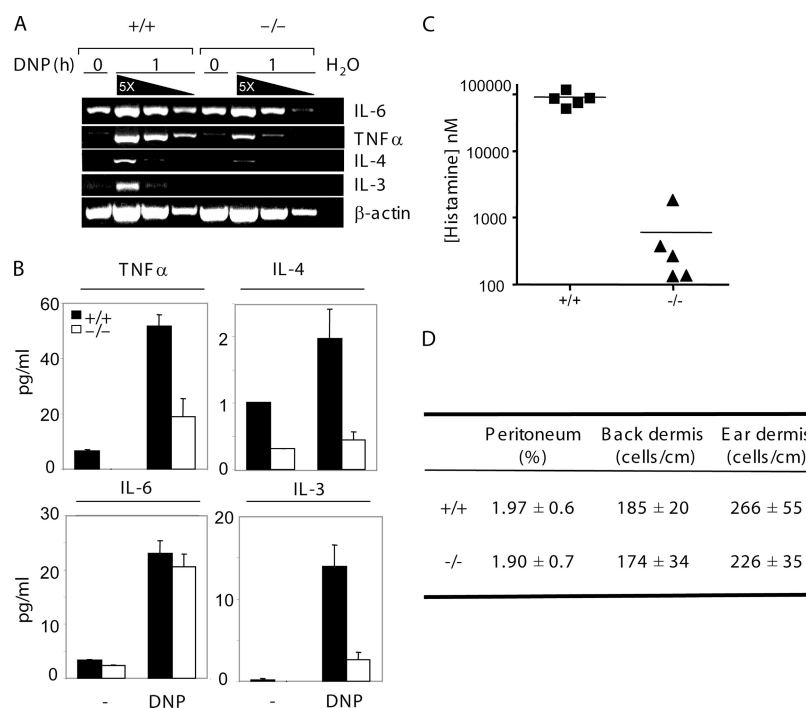 A
+/+
−/−
DNP (h)
0
1
0
1
H2O
5X
5X
IL-6
TNFα
IL-4
IL-3
β-actin
B
TNFα
IL-4
pg/ml
60
40
20
0
+/+
−/−
2
1
0
IL-6
IL-3
pg/ml
30
20
10
0
20
10
0
-
DNP
-
DNP
C
[Histamine] nM
100000
10000
1000
100
+/+
-/-
D
Peritoneum Back dermis Ear dermis
(%) (cells/cm) (cells/cm)
+/+ 1.97 ± 0.6 185 ± 20 266 ± 55
-/- 1.90 ± 0.7 174 ± 34 226 ± 35